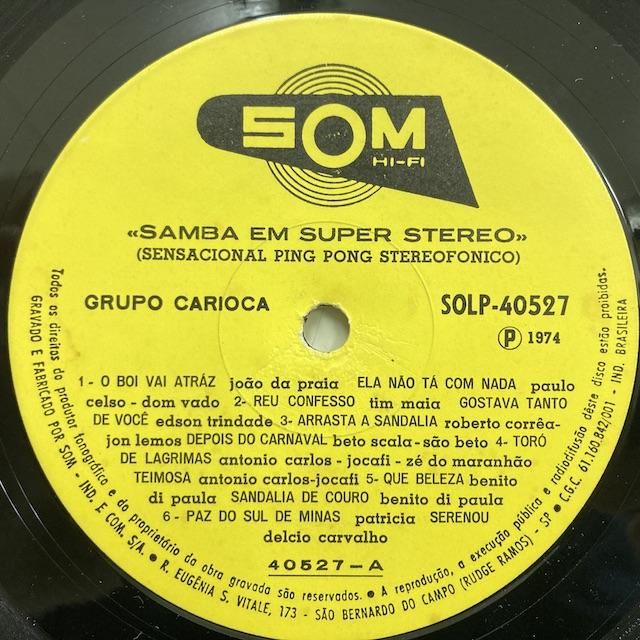 SOM
HI-FI
«SAMBA EM SUPER STEREO»
(SENSACIONAL PING PONG STEREOFONICO)
GRUPO CARIOCA
SOLP-40527
Ⓟ 1974
1 - O BOI VAI ATRÁZ joão da praia ELA NÃO TÁ COM NADA paulo
celso - dom vado 2- REU CONFESSO tim maia GOSTAVA TANTO
DE VOCÊ edson trindade 3- ARRASTA A SANDALIA roberto corrêa-
jon lemos DEPOIS DO CARNAVAL beto scala-são beto 4- TORÓ
DE LAGRIMAS antonio carlos - jocafi - zé do maranhão
TEIMOSA antonio carlos-jocafi 5- QUE BELEZA benito
di paula SANDALIA DE COURO benito di paula
6 - PAZ DO SUL DE MINAS patricia SERENOU
delcio carvalho
40527-A
Todos os direitos do produtor fonográfico e do proprietário da obra gravada são reservados. ● A reprodução, a execução pública e radiodifusão dêste disco estão proibidas.
GRAVADO E FABRICADO POR SOM - IND. E COM. S/A. ● R. EUGÊNIA S. VITALE, 173 - SÃO BERNARDO DO CAMPO (RUDGE RAMOS) - SP ● C.G.C. 61.160.842/001 - IND. BRASILEIRA